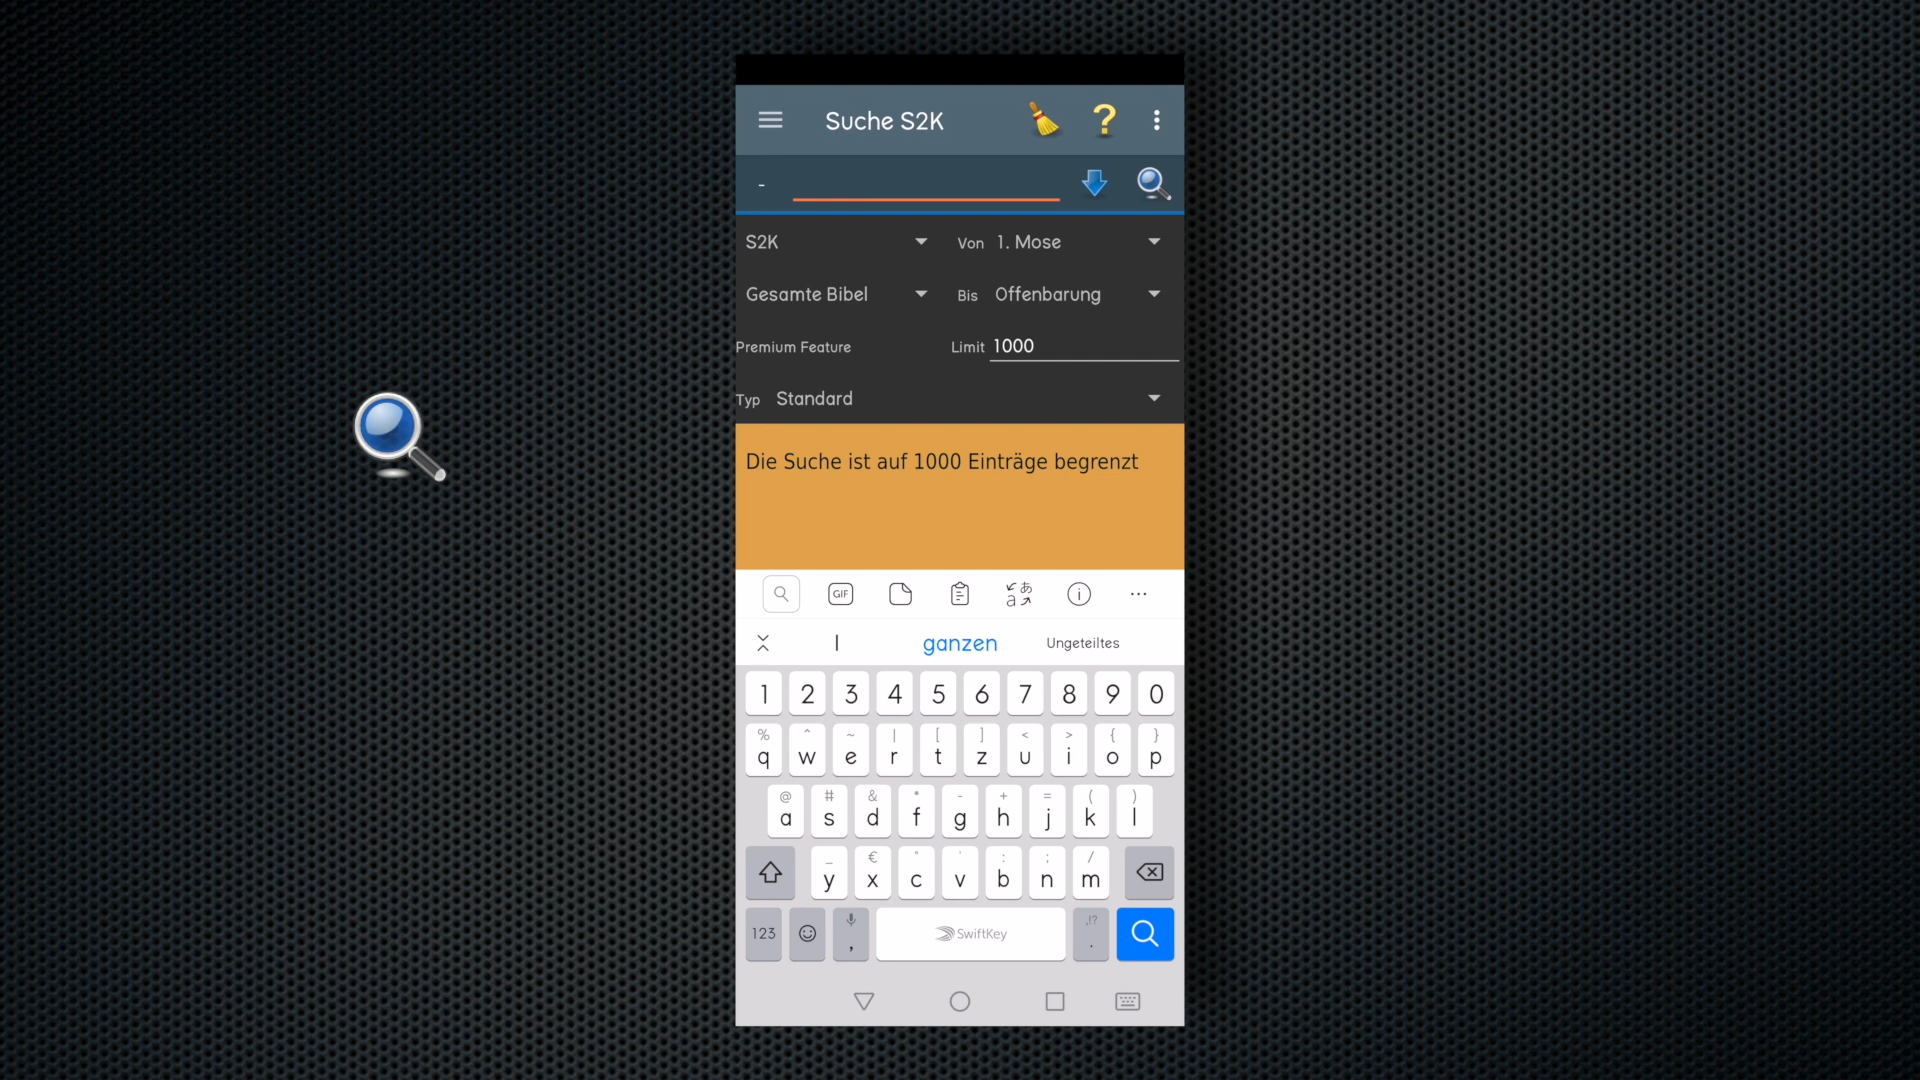 Suche S2K
-
S2K Von 1. Mose
Gesamte Bibel Bis Offenbarung
Premium Feature Limit 1000
Typ Standard
Die Suche ist auf 1000 Einträge begrenzt
GIF
I ganzen Ungeteiltes
1 2 3 4 5 6 7 8 9 0
% ^ ~ | [ ] < > { }
q w e r t z u i o p
@ # & * - + = ( )
a s d f g h j k l
_ € " ' : ; /
y x c v b n m
123 , SwiftKey ,!? .